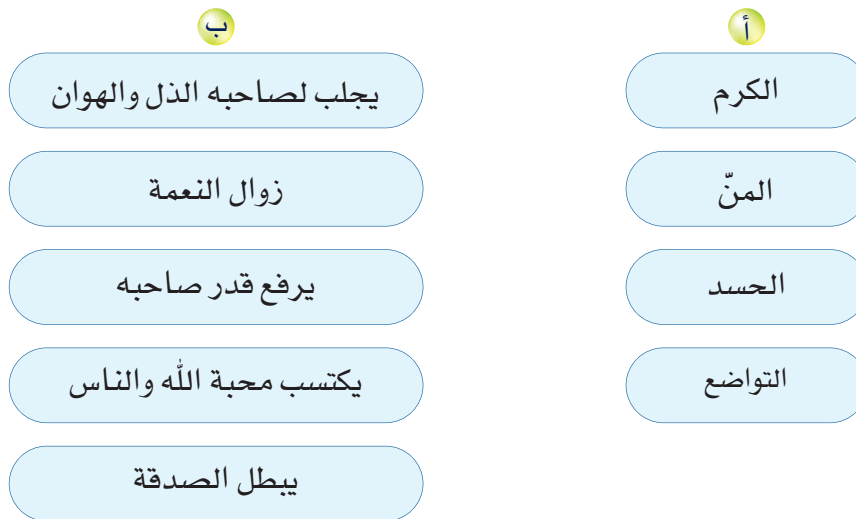 أ
الكرم
المنّ
الحسد
التواضع
ب
يجلب لصاحبه الذل والهوان
زوال النعمة
يرفع قدر صاحبه
يكتسب محبة الله والناس
يبطل الصدقة